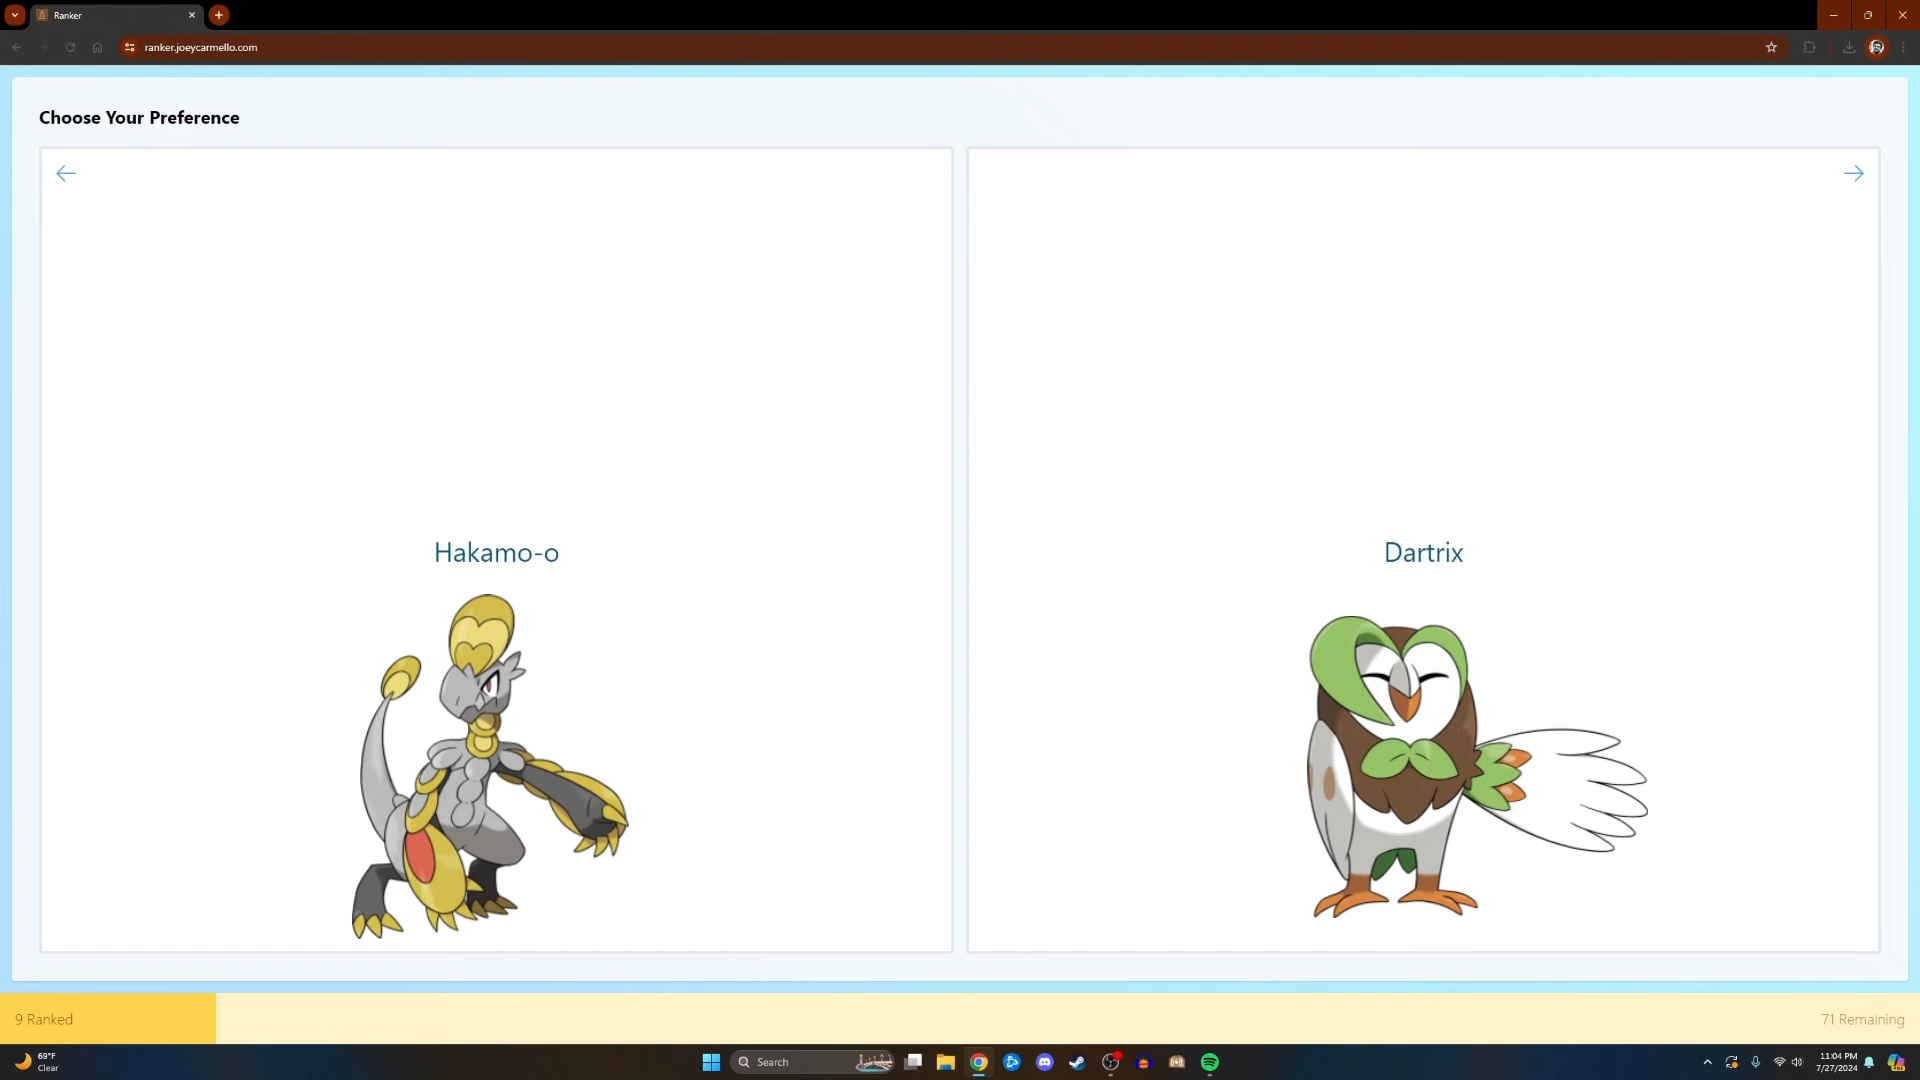 Ranker
ranker.joeycarmello.com
Choose Your Preference
Hakamo-o
Dartrix
9 Ranked
71 Remaining
69°F
Clear
Search
11:04 PM
7/27/2024